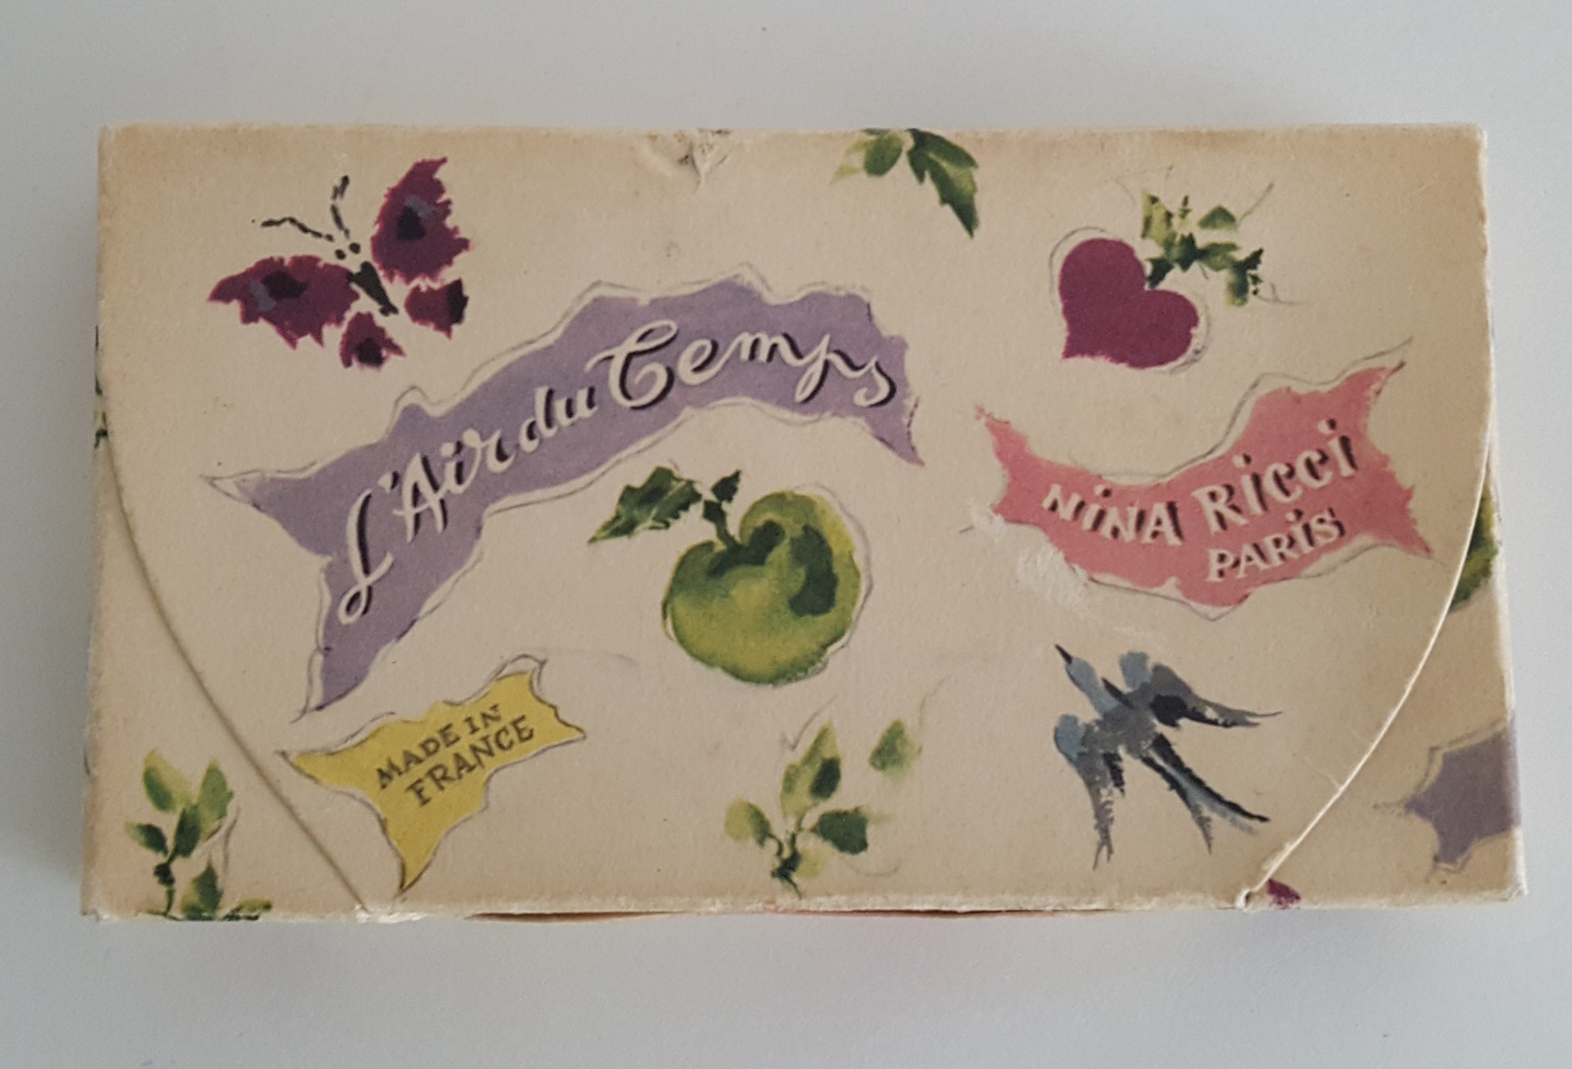 L'Air du Temps
NiNA Ricci
PARiS
MADE IN
FRANCE